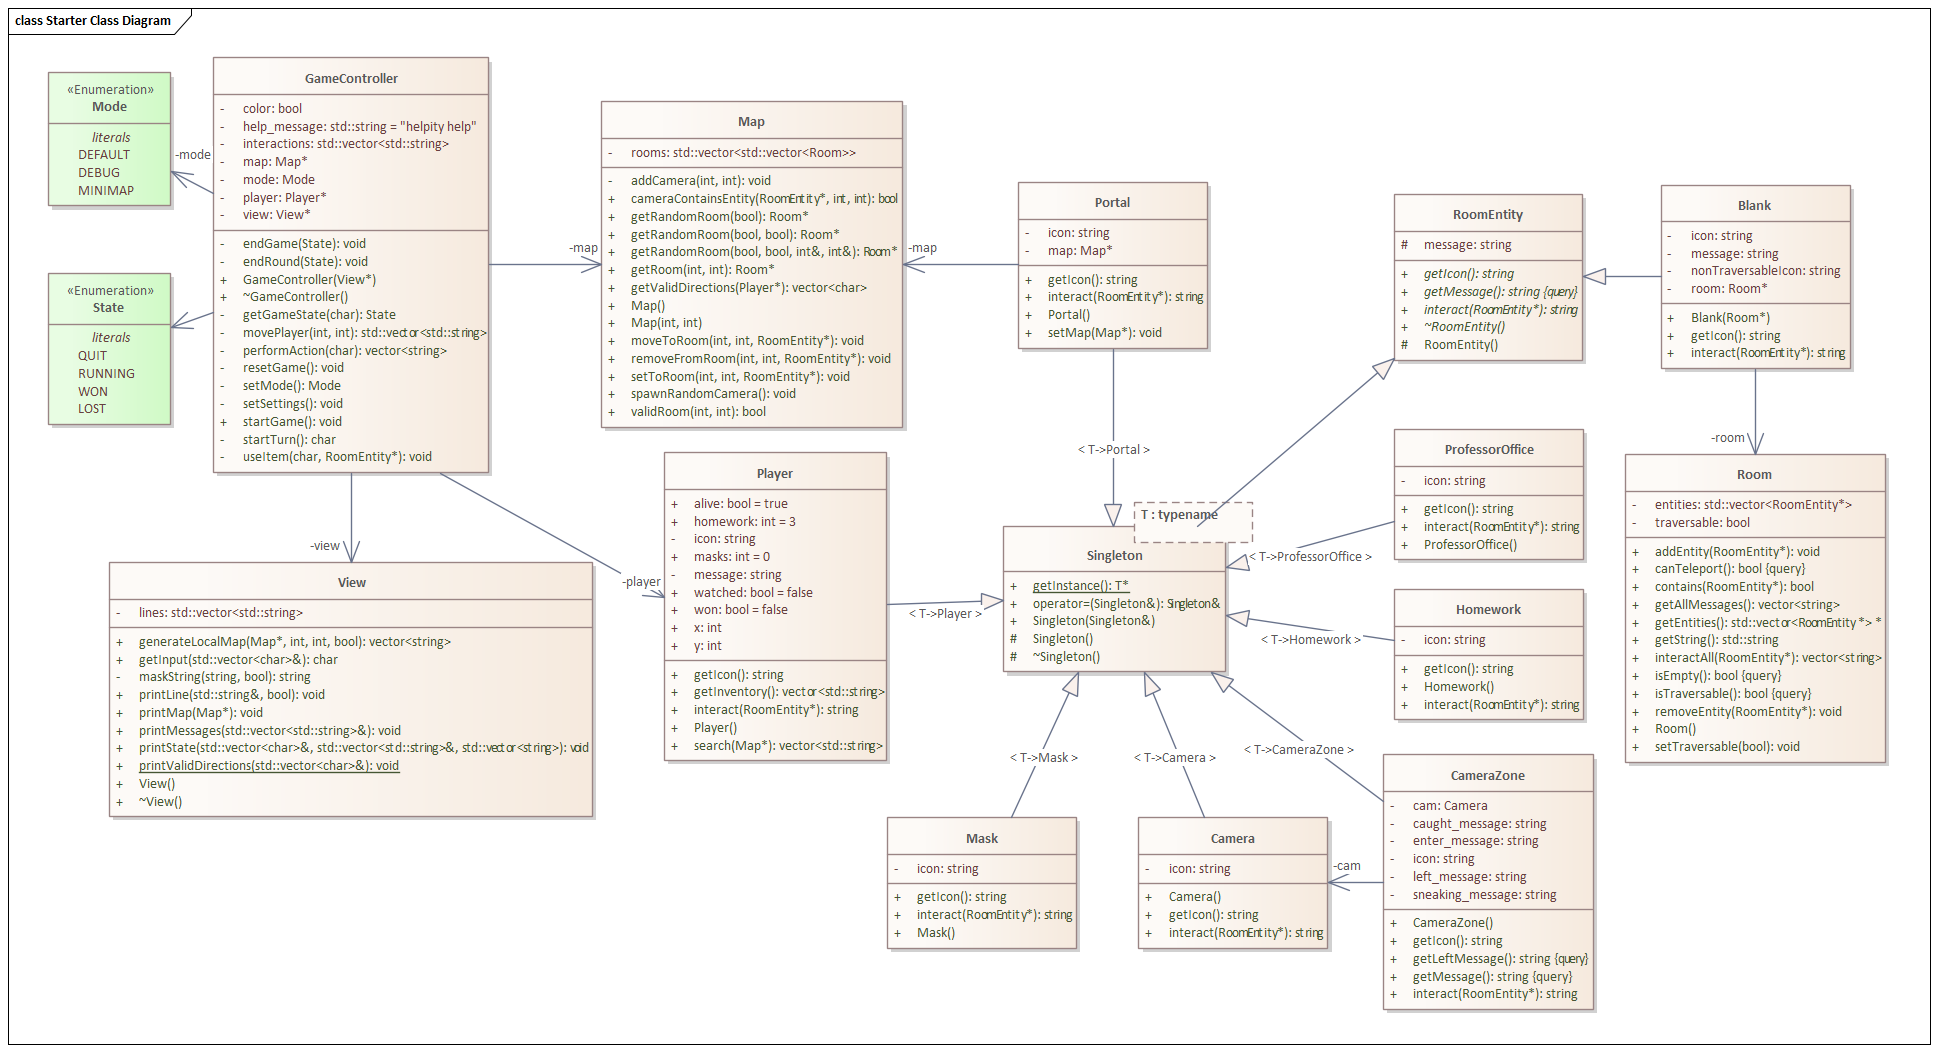 class Starter Class Diagram
«Enumeration»
Mode
literals
DEFAULT
DEBUG
MINIMAP
-mode
«Enumeration»
State
literals
QUIT
RUNNING
WON
LOST
GameController
- color: bool
- help_message: std::string = "helpity help"
- interactions: std::vector<std::string>
- map: Map*
- mode: Mode
- player: Player*
- view: View*
- endGame(State): void
- endRound(State): void
+ GameController(View*)
+ ~GameController()
- getGameState(char): State
- movePlayer(int, int): std::vector<std::string>
- performAction(char): vector<string>
- resetGame(): void
- setMode(): Mode
- setSettings(): void
+ startGame(): void
- startTurn(): char
- useItem(char, RoomEntity*): void
-map
Map
- rooms: std::vector<std::vector<Room>>
- addCamera(int, int): void
+ cameraContainsEntity(RoomEntity*, int, int): bool
+ getRandomRoom(bool): Room*
+ getRandomRoom(bool, bool): Room*
+ getRandomRoom(bool, bool, int&, int&): Room*
+ getRoom(int, int): Room*
+ getValidDirections(Player*): vector<char>
+ Map()
+ Map(int, int)
+ moveToRoom(int, int, RoomEntity*): void
+ removeFromRoom(int, int, RoomEntity*): void
+ setToRoom(int, int, RoomEntity*): void
+ spawnRandomCamera(): void
+ validRoom(int, int): bool
-map
Portal
- icon: string
- map: Map*
+ getIcon(): string
+ interact(RoomEntity*): string
+ Portal()
+ setMap(Map*): void
< T->Portal >
RoomEntity
# message: string
+ getIcon(): string
+ getMessage(): string {query}
+ interact(RoomEntity*): string
+ ~RoomEntity()
# RoomEntity()
Blank
- icon: string
- message: string
- nonTraversableIcon: string
- room: Room*
+ Blank(Room*)
+ getIcon(): string
+ interact(RoomEntity*): string
-room
Room
- entities: std::vector<RoomEntity*>
- traversable: bool
+ addEntity(RoomEntity*): void
+ canTeleport(): bool {query}
+ contains(RoomEntity*): bool
+ getAllMessages(): vector<string>
+ getEntities(): std::vector<RoomEntity*> *
+ getString(): std::string
+ interactAll(RoomEntity*): vector<string>
+ isEmpty(): bool {query}
+ isTraversable(): bool {query}
+ removeEntity(RoomEntity*): void
+ Room()
+ setTraversable(bool): void
-view
View
- lines: std::vector<std::string>
+ generateLocalMap(Map*, int, int, bool): vector<string>
+ getInput(std::vector<char>&): char
- maskString(string, bool): string
+ printLine(std::string&, bool): void
+ printMap(Map*): void
+ printMessages(std::vector<std::string>&): void
+ printState(std::vector<char>&, std::vector<std::string>&, std::vector<string>): void
+ printValidDirections(std::vector<char>&): void
+ View()
+ ~View()
-player
Player
+ alive: bool = true
+ homework: int = 3
- icon: string
+ masks: int = 0
- message: string
+ watched: bool = false
+ won: bool = false
+ x: int
+ y: int
+ getIcon(): string
+ getInventory(): vector<std::string>
+ interact(RoomEntity*): string
+ Player()
+ search(Map*): vector<std::string>
< T->Player >
T : typename
Singleton
+ getInstance(): T*
+ operator=(Singleton&): Singleton&
+ Singleton(Singleton&)
# Singleton()
# ~Singleton()
ProfessorOffice
- icon: string
+ getIcon(): string
+ interact(RoomEntity*): string
+ ProfessorOffice()
< T->ProfessorOffice >
Homework
- icon: string
+ getIcon(): string
+ Homework()
+ interact(RoomEntity*): string
< T->Homework >
< T->Mask >
< T->Camera >
< T->CameraZone >
Mask
- icon: string
+ getIcon(): string
+ interact(RoomEntity*): string
+ Mask()
Camera
- icon: string
+ Camera()
+ getIcon(): string
+ interact(RoomEntity*): string
-cam
CameraZone
- cam: Camera
- caught_message: string
- enter_message: string
- icon: string
- left_message: string
- sneaking_message: string
+ CameraZone()
+ getIcon(): string
+ getLeftMessage(): string {query}
+ getMessage(): string {query}
+ interact(RoomEntity*): string